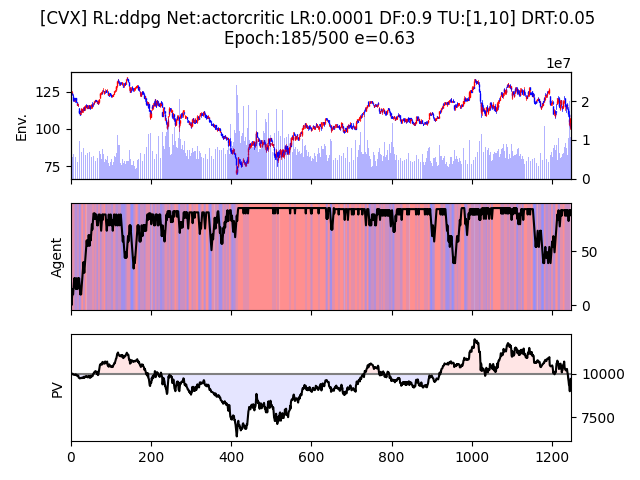 [CVX] RL:ddpg Net:actorcritic LR:0.0001 DF:0.9 TU:[1,10] DRT:0.05
Epoch:185/500 e=0.63
1e7
Env.
125
100
75
2
1
0
Agent
50
0
PV
10000
7500
0 200 400 600 800 1000 1200